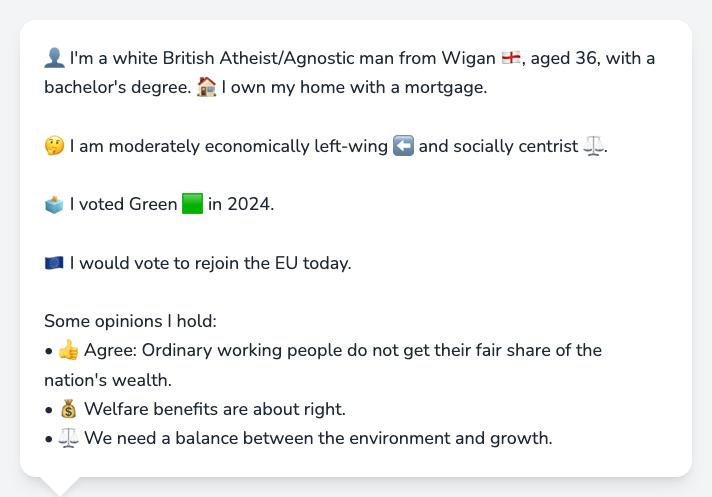 👤 I'm a white British Atheist/Agnostic man from Wigan 🏴󠁧󠁢󠁥󠁮󠁧󠁿, aged 36, with a
bachelor's degree. 🏠 I own my home with a mortgage.
🤔 I am moderately economically left-wing ⬅️ and socially centrist ⚖️.
🗳️ I voted Green 🟩 in 2024.
🇪🇺 I would vote to rejoin the EU today.
Some opinions I hold:
• 👍 Agree: Ordinary working people do not get their fair share of the
nation's wealth.
• 💰 Welfare benefits are about right.
• ⚖️ We need a balance between the environment and growth.